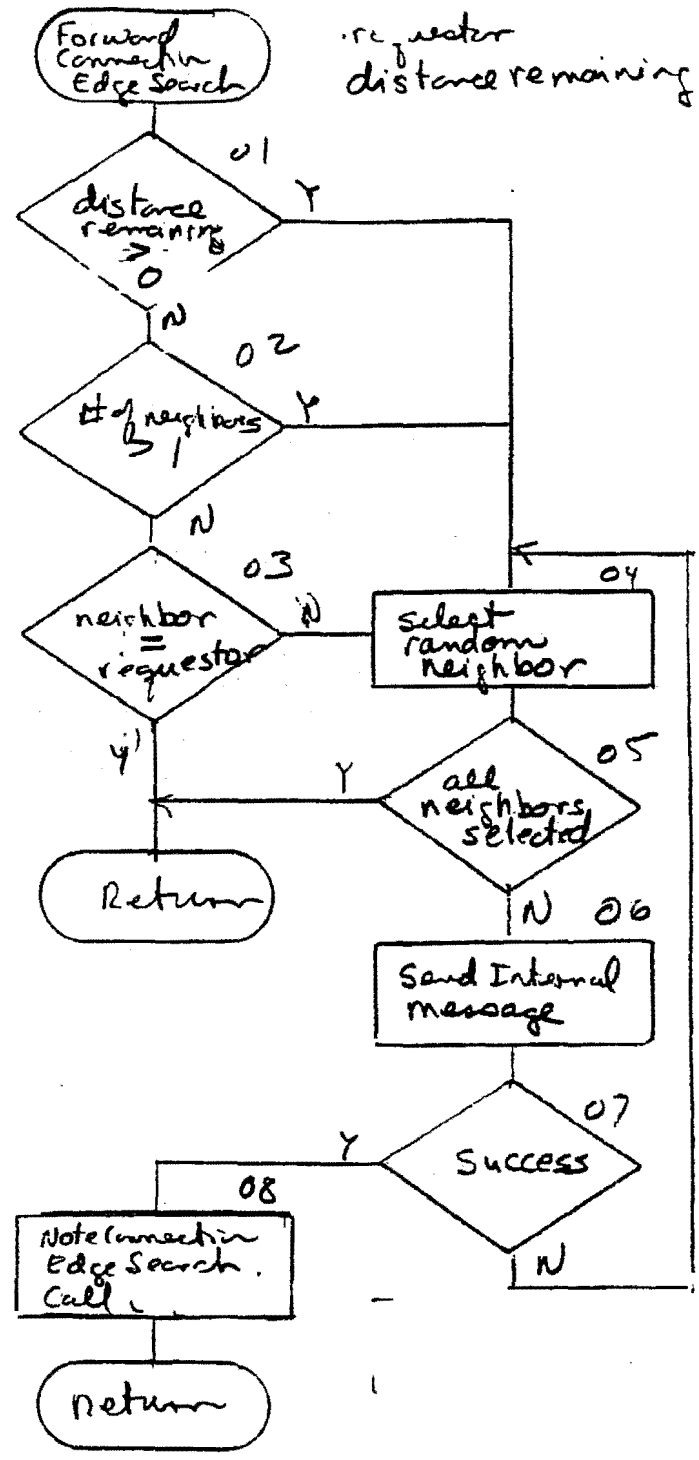 Forward
Connection
Edge Search
requestor
distance remaining
01
distance
remaining
>
0
Y
N
02
# of neighbors
> 1
Y
N
03
neighbor
=
requestor
N
Y
04
Select
random
neighbor
05
all
neighbors
selected
Y
N
Return
06
Send Internal
message
07
Success
Y
N
08
Note Connection
Edge Search
Call
Return